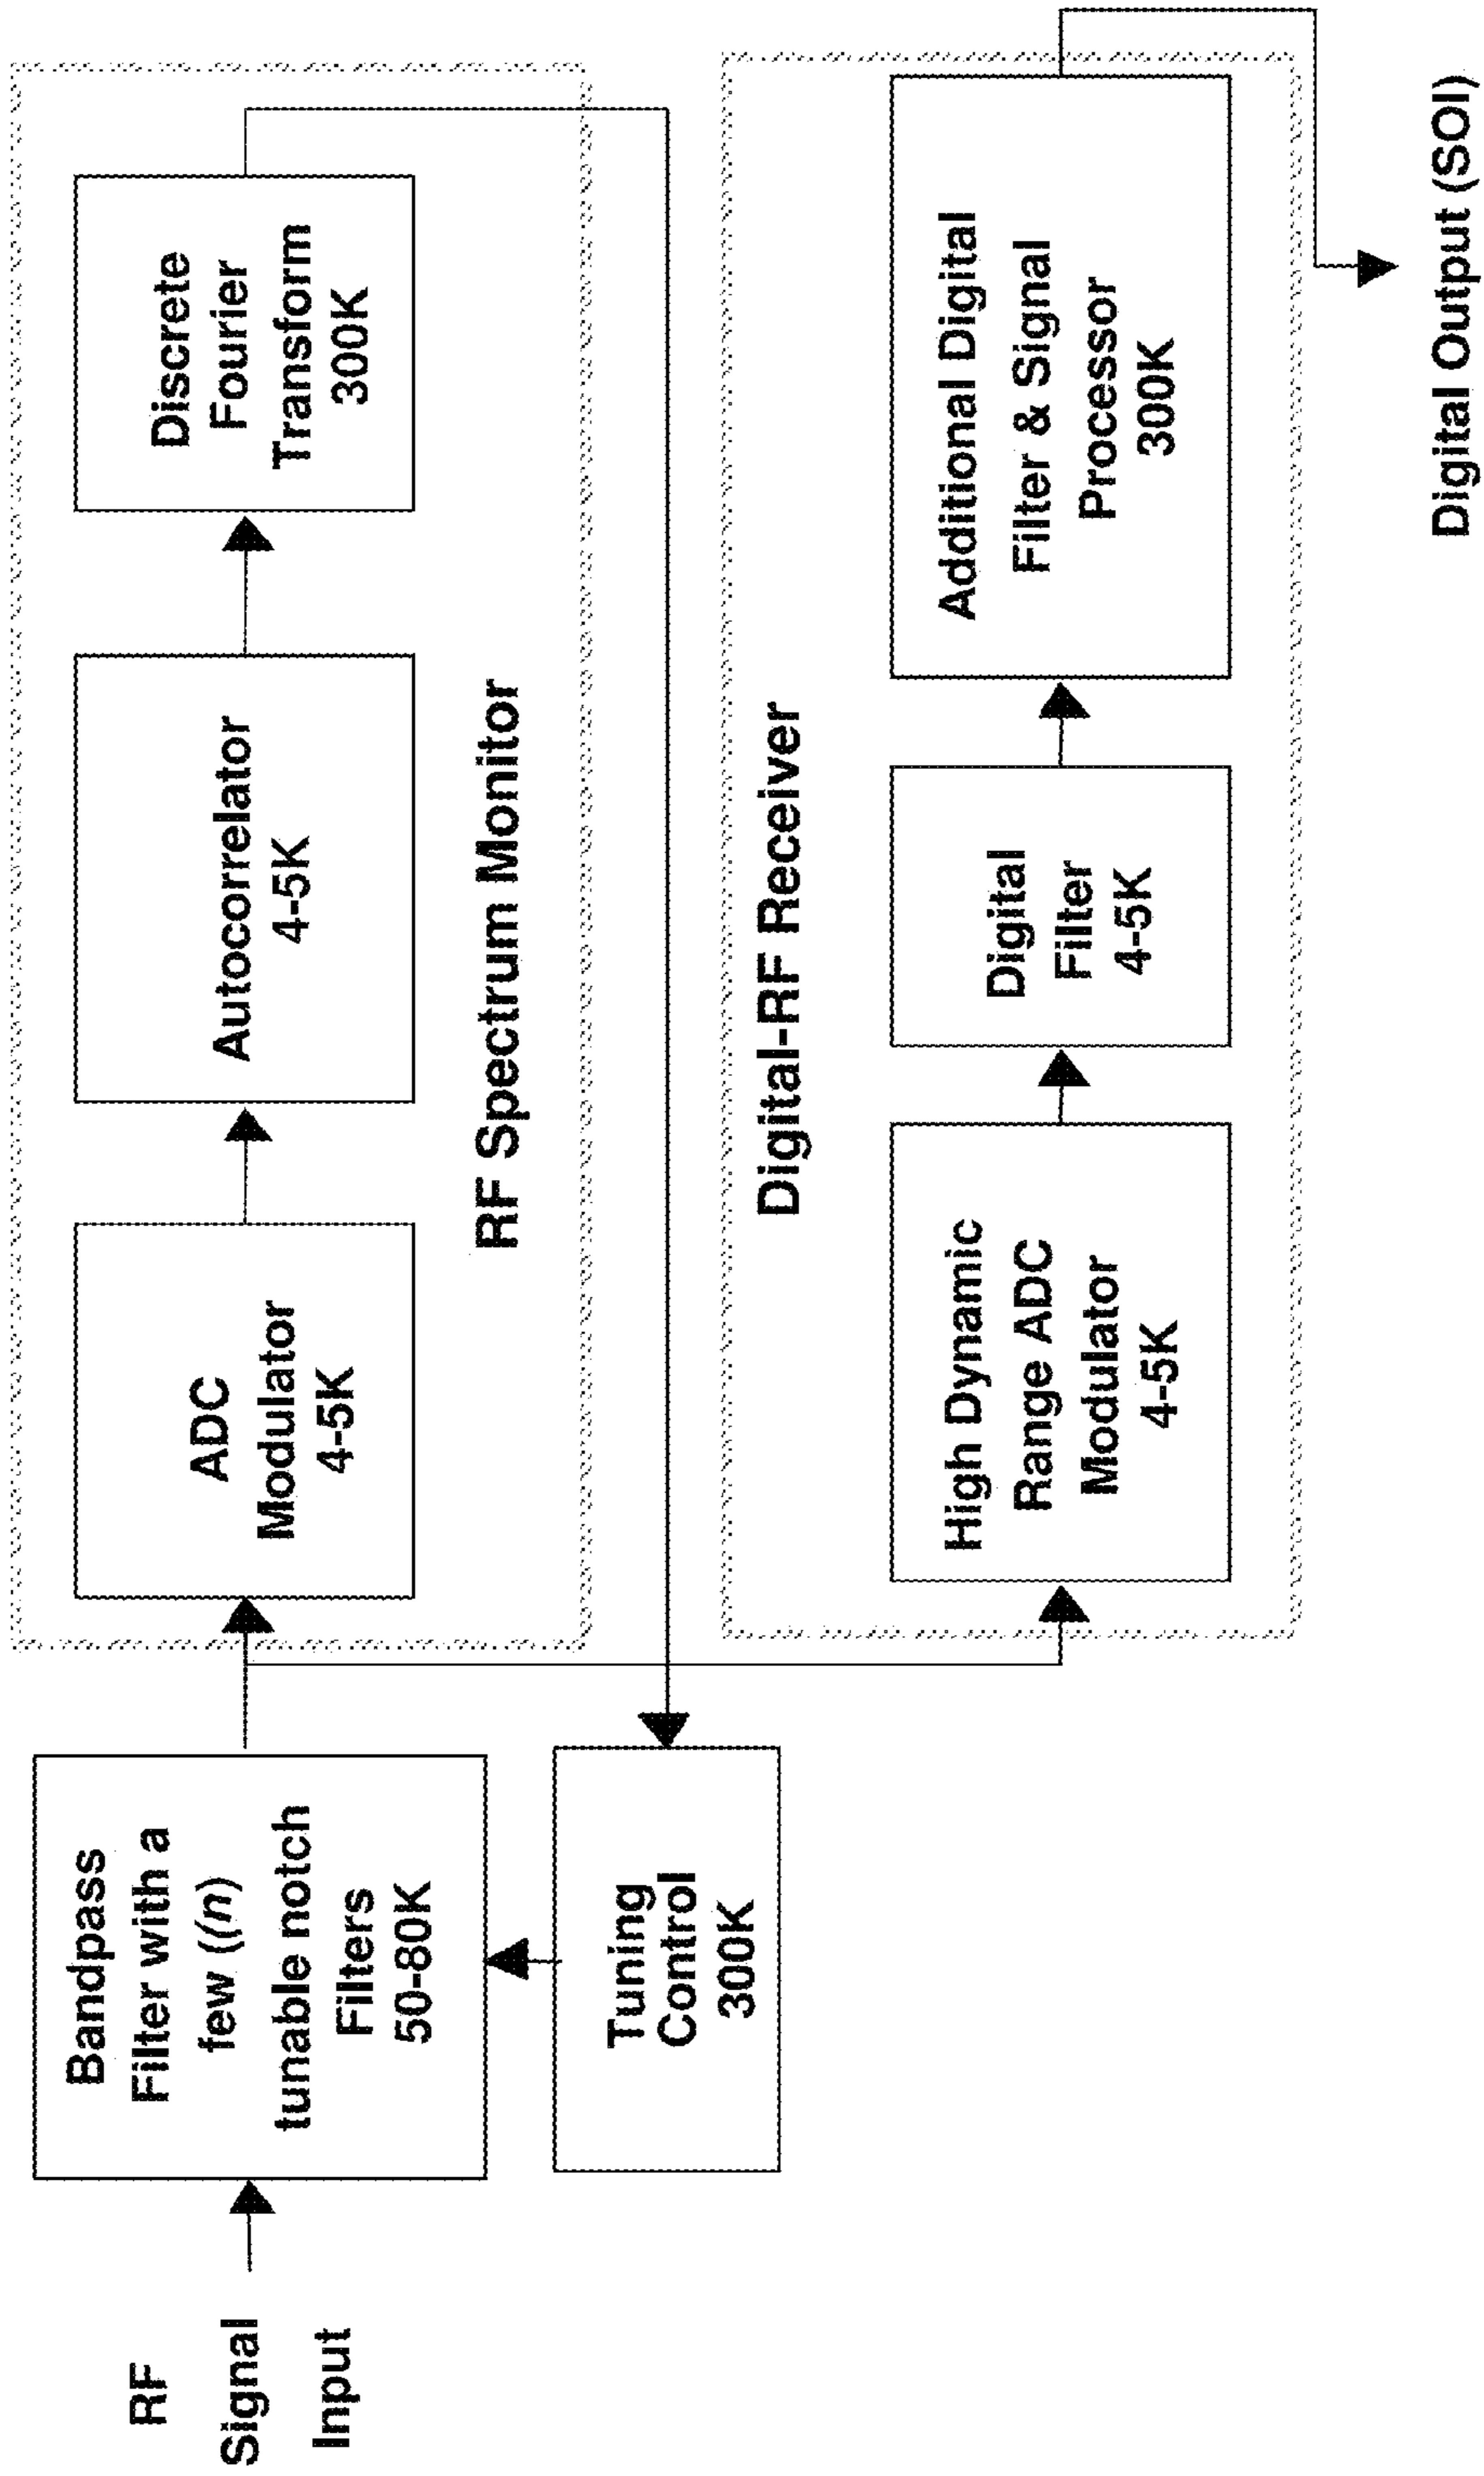 RF
Signal
Input
Bandpass
Filter with a
few ((n)
tunable notch
Filters
50-80K
Tuning
Control
300K
ADC
Modulator
4-5K
Autocorrelator
4-5K
Discrete
Fourier
Transform
300K
RF Spectrum Monitor
Digital-RF Receiver
High Dynamic
Range ADC
Modulator
4-5K
Digital
Filter
4-5K
Additional Digital
Filter & Signal
Processor
300K
Digital Output (SOI)